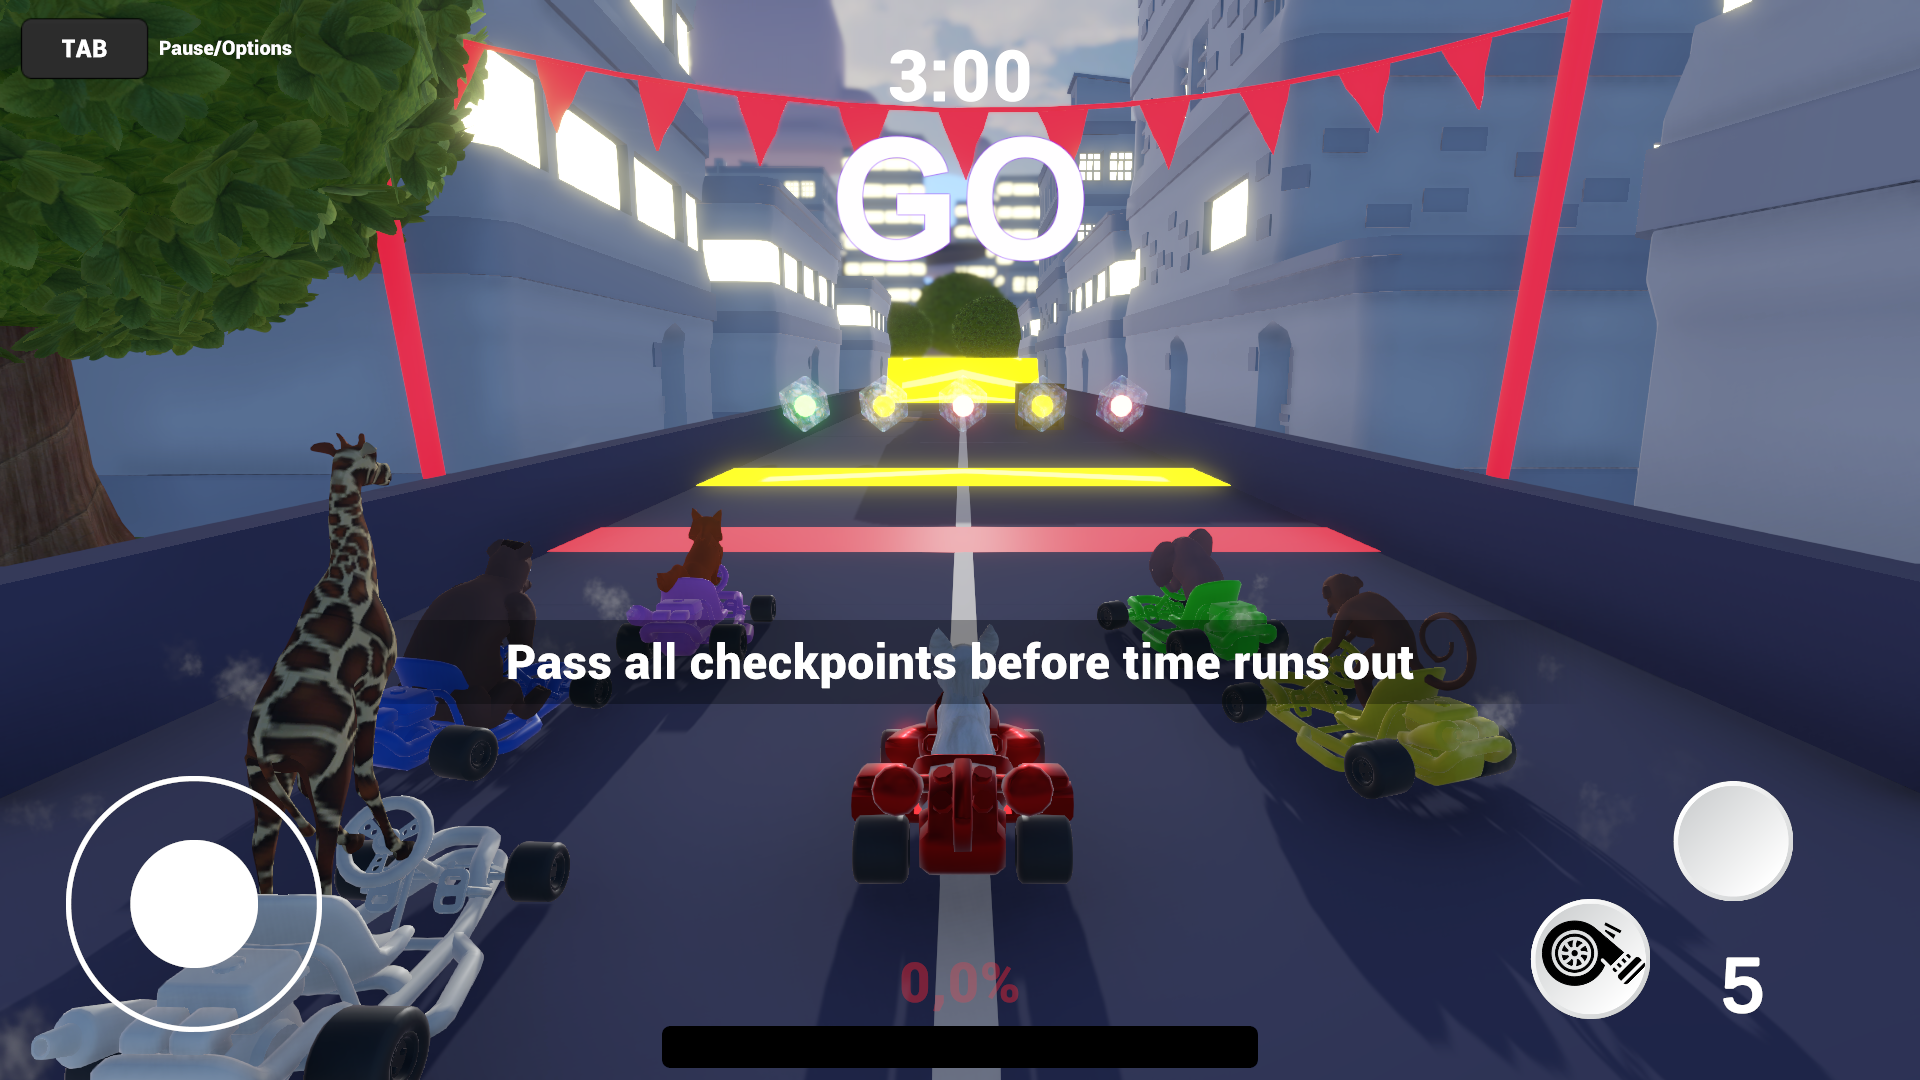 TAB
Pause/Options
3:00
GO
Pass all checkpoints before time runs out
0,0%
5